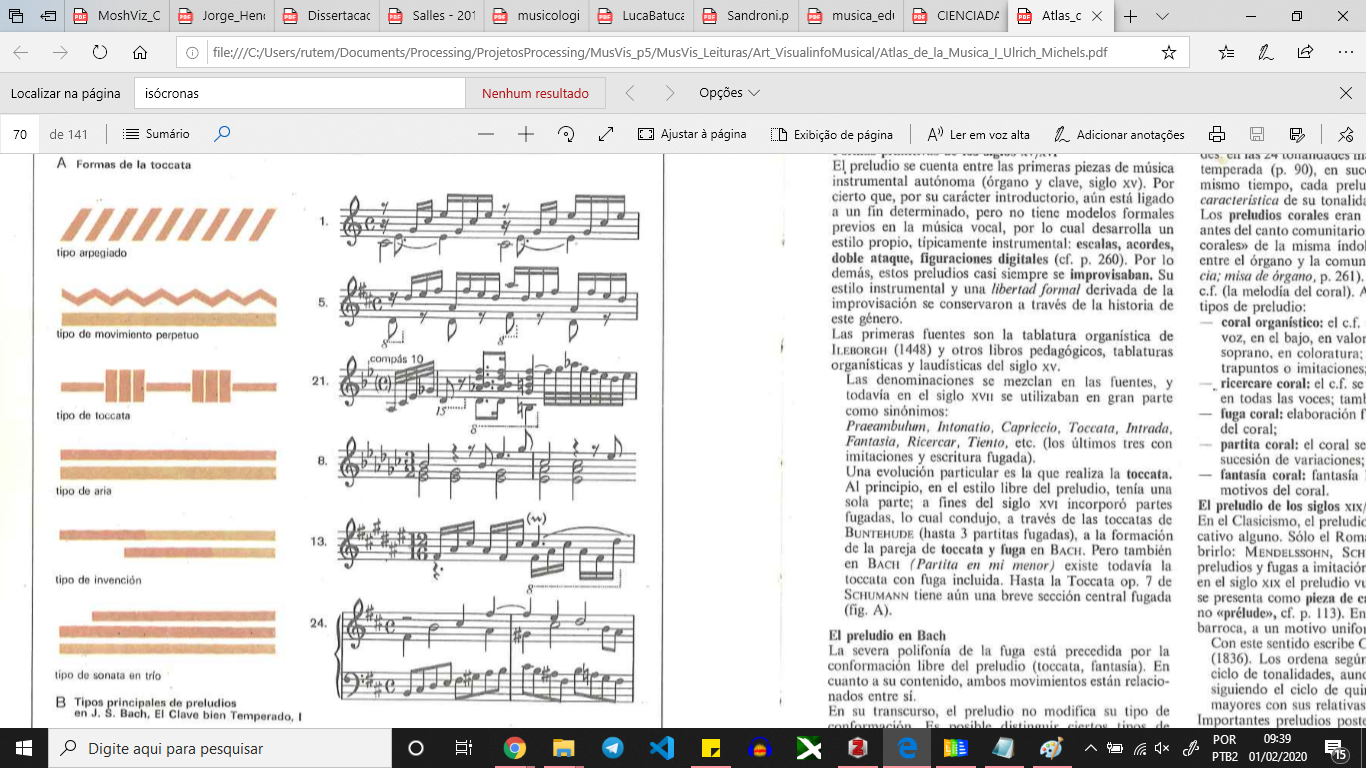 MoshViz_C
Jorge_Henc
Dissertacac
Salles - 201
musicologi
LucaBatuca
Sandroni.p
musica_edu
CIENCIADA
Atlas_c
file:///C:/Users/rutem/Documents/Processing/ProjetosProcessing/MusVis_p5/MusVis_Leituras/Art_VisualinfoMusical/Atlas_de_la_Musica_I_Ulrich_Michels.pdf
Localizar na página
isócronas
Nenhum resultado
Opções
70 de 141
Sumário
Ajustar à página
Exibição de página
Ler em voz alta
Adicionar anotações
A Formas de la toccata
tipo arpegiado
1.
tipo de movimiento perpetuo
5.
8
8
tipo de toccata
21.
compás 10
15
8
tipo de aria
8.
tipo de invención
13.
8
tipo de sonata en trío
24.
B Tipos principales de preludios
en J. S. Bach, El Clave bien Temperado, I
El preludio se cuenta entre las primeras piezas de música
instrumental autónoma (órgano y clave, siglo XV). Por
cierto que, por su carácter introductorio, aún está ligado
a un fin determinado, pero no tiene modelos formales
previos en la música vocal, por lo cual desarrolla un
estilo propio, típicamente instrumental: escalas, acordes,
doble ataque, figuraciones digitales (cf. p. 260). Por lo
demás, estos preludios casi siempre se improvisaban. Su
estilo instrumental y una libertad formal derivada de la
improvisación se conservaron a través de la historia de
este género.
Las primeras fuentes son la tablatura organística de
ILEBORGH (1448) y otros libros pedagógicos, tablaturas
organísticas y laudísticas del siglo XV.
Las denominaciones se mezclan en las fuentes, y
todavía en el siglo XVII se utilizaban en gran parte
como sinónimos:
Praeambulum, Intonatio, Capriccio, Toccata, Intrada,
Fantasia, Ricercar, Tiento, etc. (los últimos tres con
imitaciones y escritura fugada).
Una evolución particular es la que realiza la toccata.
Al principio, en el estilo libre del preludio, tenía una
sola parte; a fines del siglo XVI incorporó partes
fugadas, lo cual condujo, a través de las toccatas de
BUNTEHUDE (hasta 3 partitas fugadas), a la formación
de la pareja de toccata y fuga en BACH. Pero también
en BACH (Partita en mi menor) existe todavía la
toccata con fuga incluida. Hasta la Toccata op. 7 de
SCHUMANN tiene aún una breve sección central fugada
(fig. A).
El preludio en Bach
La severa polifonía de la fuga está precedida por la
conformación libre del preludio (toccata, fantasía). En
cuanto a su contenido, ambos movimientos están relacio-
nados entre sí.
En su transcurso, el preludio no modifica su tipo de
conformación. Es posible distinguir ciertos tipos de
des, en las 24 tonalidades
temperada (p. 90), en suc
mismo tiempo, cada prelu
característica de su tonalida
Los preludios corales eran
antes del canto comunitario
corales» de la misma índol
entre el órgano y la comun
cia; misa de órgano, p. 261).
c.f. (la melodía del coral). A
tipos de preludio:
— coral organístico: el c.f.
voz, en el bajo, en valor
soprano, en coloratura;
trapuntos o imitaciones;
— ricercare coral: el c.f. se
en todas las voces; tamb
— fuga coral: elaboración f
del coral;
— partita coral: el coral se
sucesión de variaciones;
— fantasía coral: fantasía
motivos del coral.
El preludio de los siglos XIX/
En el Clasicismo, el preludio
cativo alguno. Sólo el Rom
brirlo: MENDELSSOHN, SCH
preludios y fugas a imitación
en el siglo XIX el preludio vu
se presenta como pieza de ca
no «prélude», cf. p. 113). En
barroca, a un motivo unifor
Con este sentido escribe C
(1836). Los ordena según
ciclo de tonalidades, aunq
siguiendo el ciclo de quin
mayores con sus relativas
Importantes preludios post
Digite aqui para pesquisar
POR
PTB2
09:39
01/02/2020
15